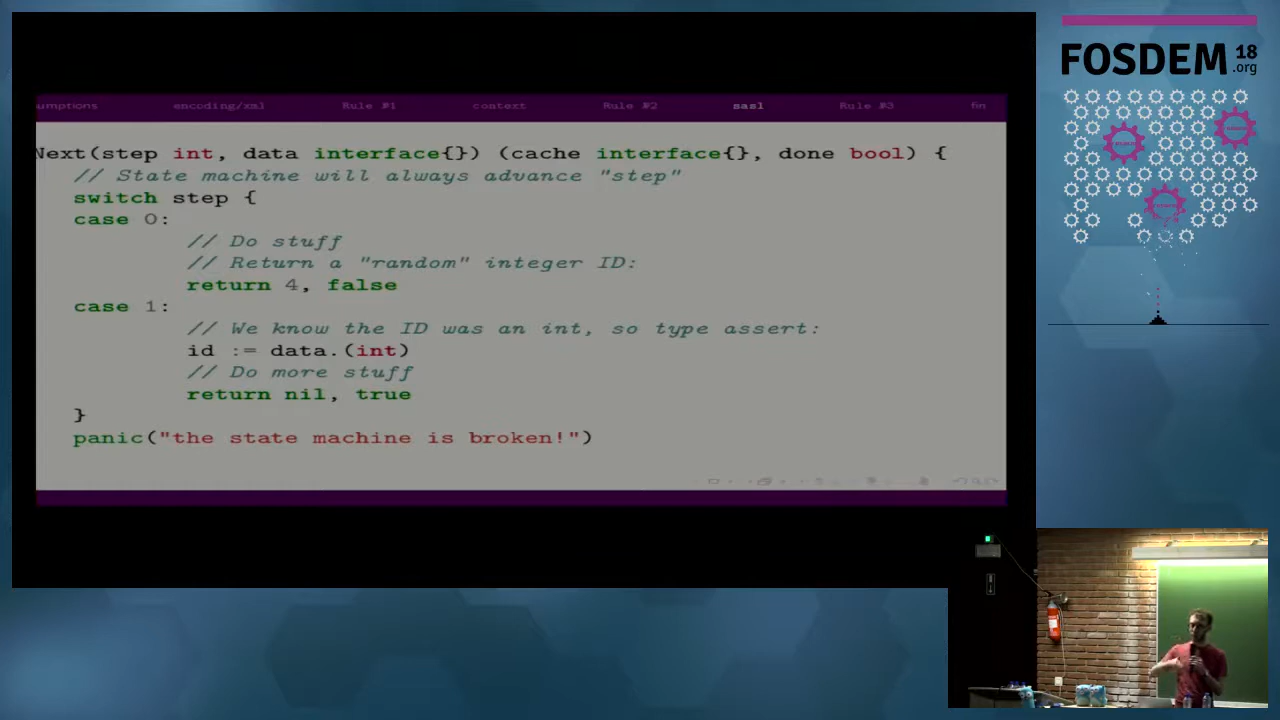 umptions encoding/xml Rule #1 context Rule #2 sasl Rule #3 fin
Next(step int, data interface{}) (cache interface{}, done bool) {
// State machine will always advance "step"
switch step {
case 0:
// Do stuff
// Return a "random" integer ID:
return 4, false
case 1:
// We know the ID was an int, so type assert:
id := data.(int)
// Do more stuff
return nil, true
}
panic("the state machine is broken!")
FOSDEM 18
.org